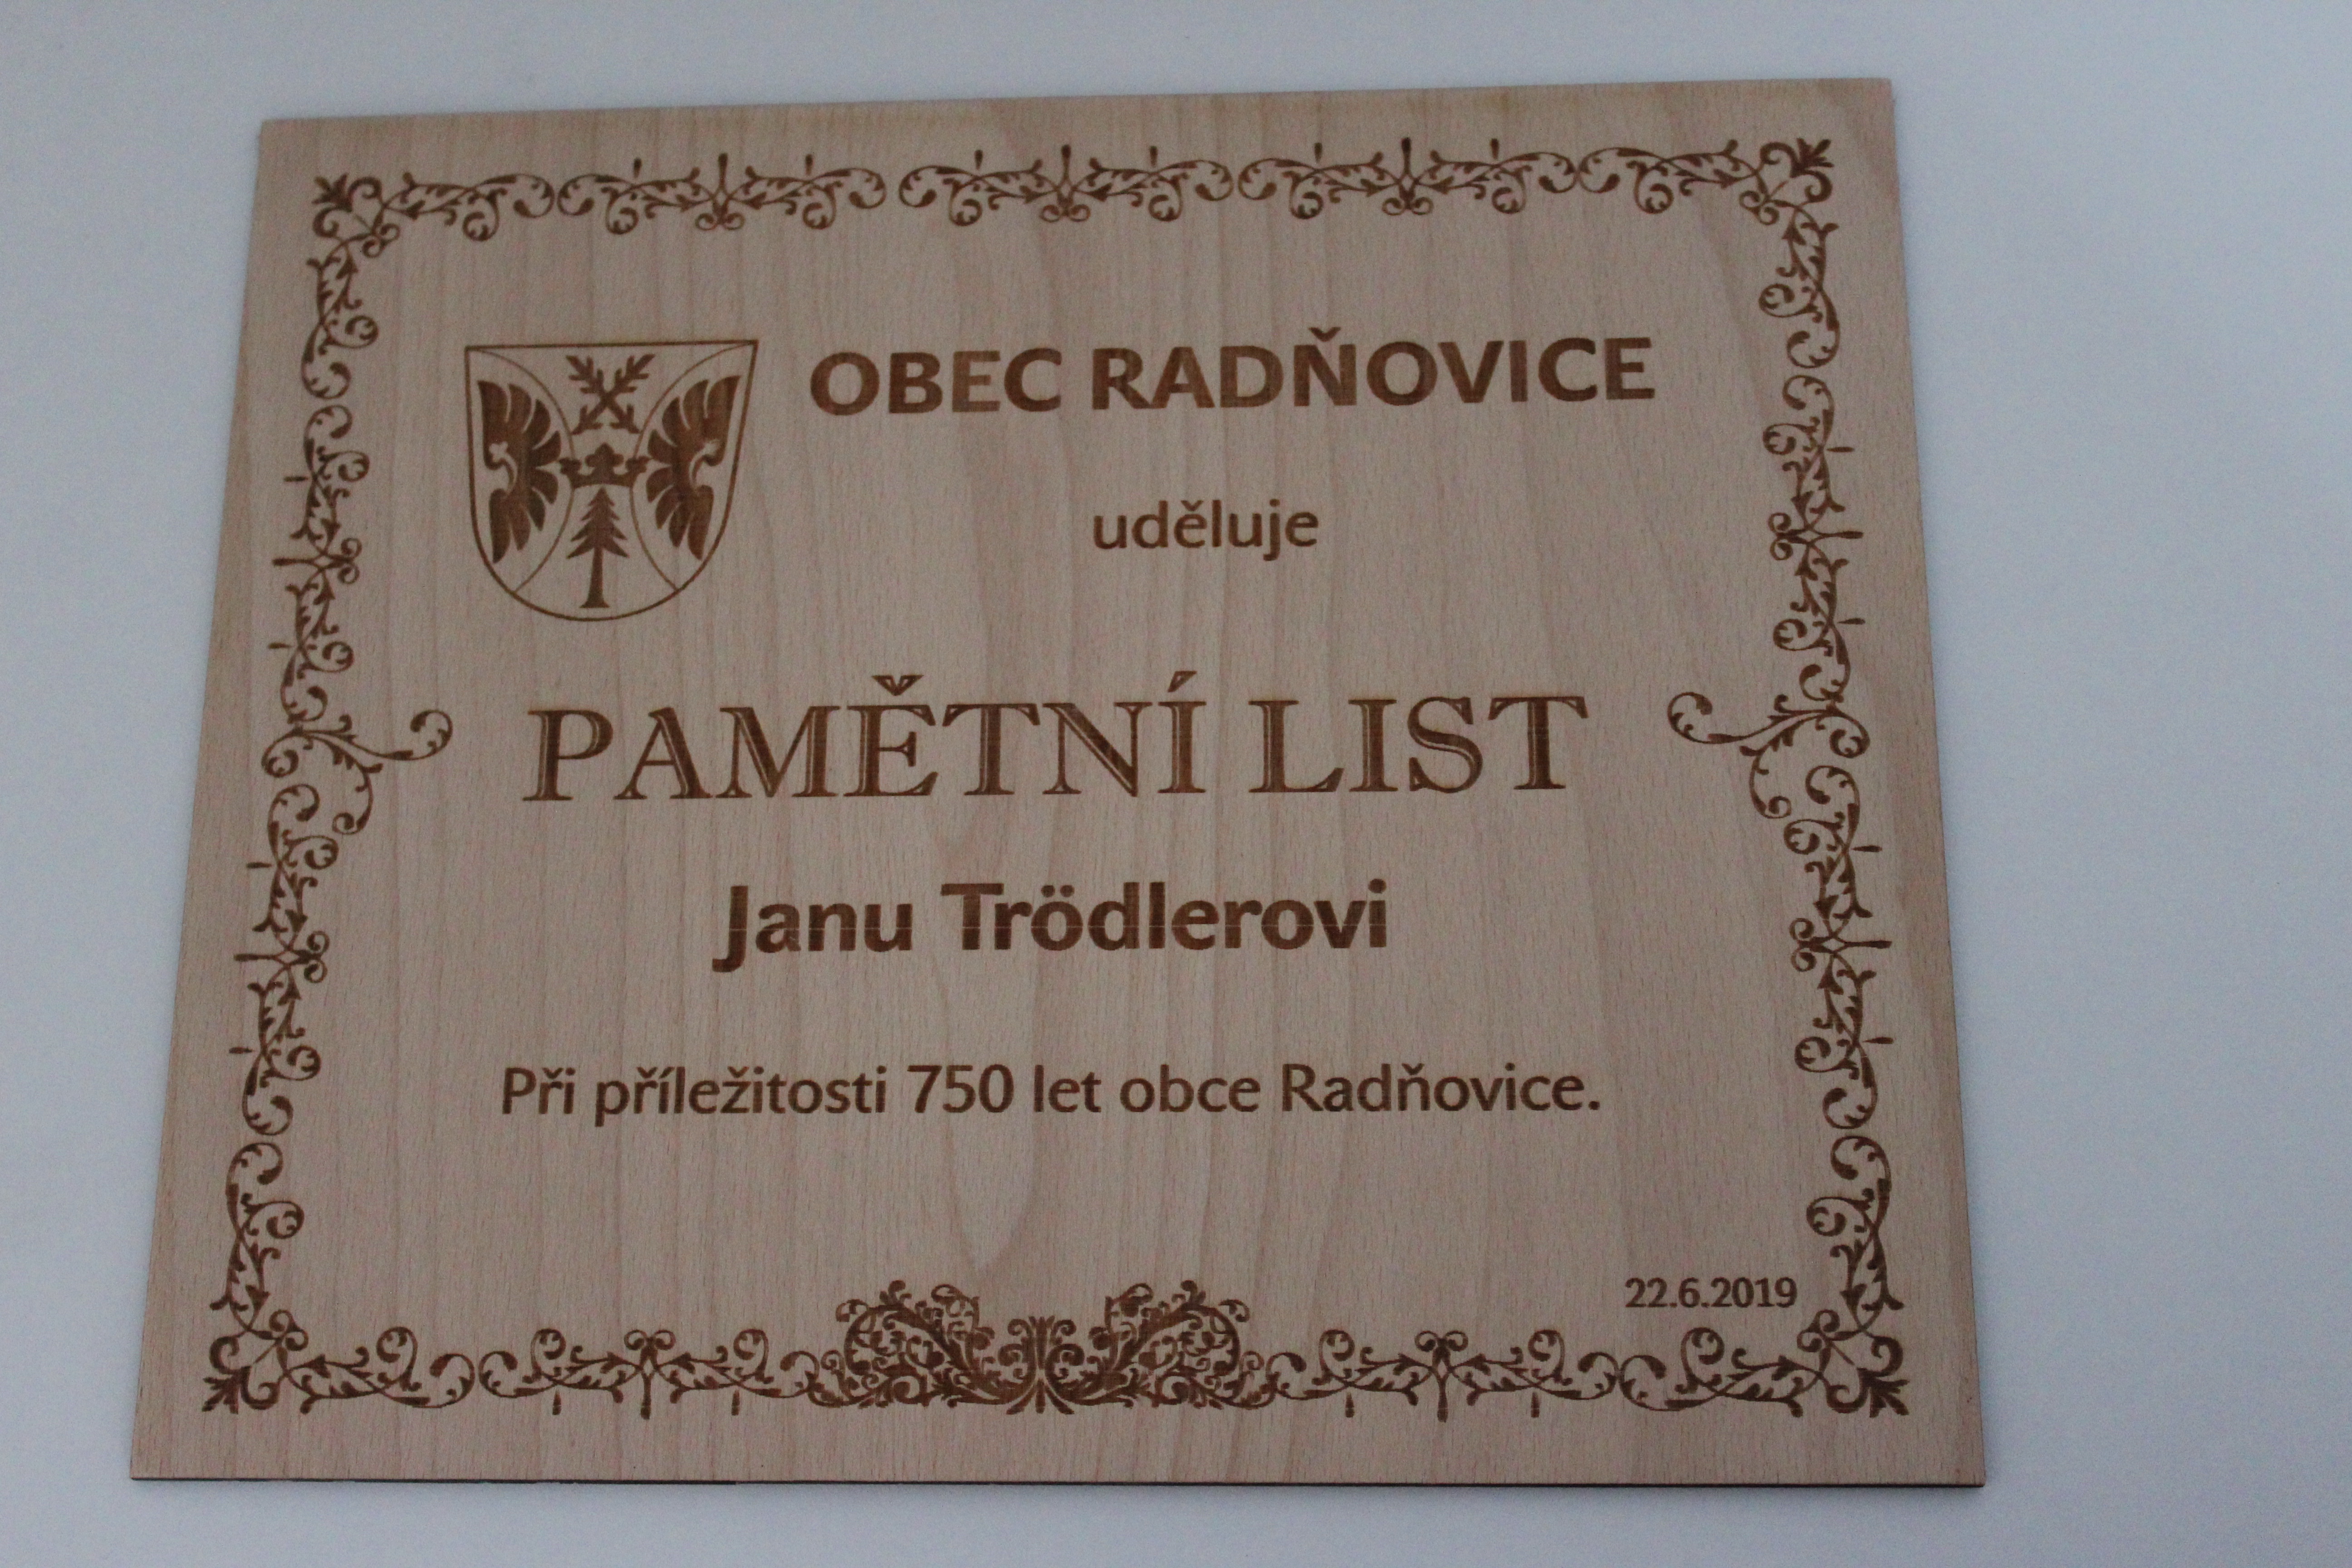 OBEC RADŇOVICE
uděluje
PAMĚTNÍ LIST
Janu Trödlerovi
Při příležitosti 750 let obce Radňovice.
22.6.2019